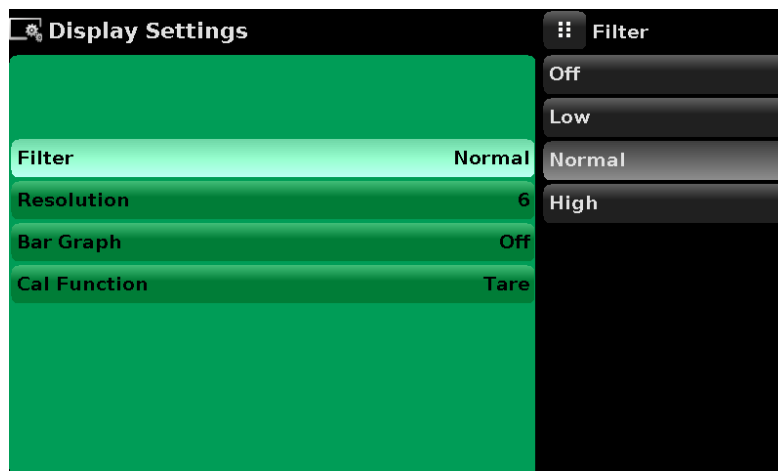 Display Settings
Filter Normal
Resolution 6
Bar Graph Off
Cal Function Tare
Filter
Off
Low
Normal
High